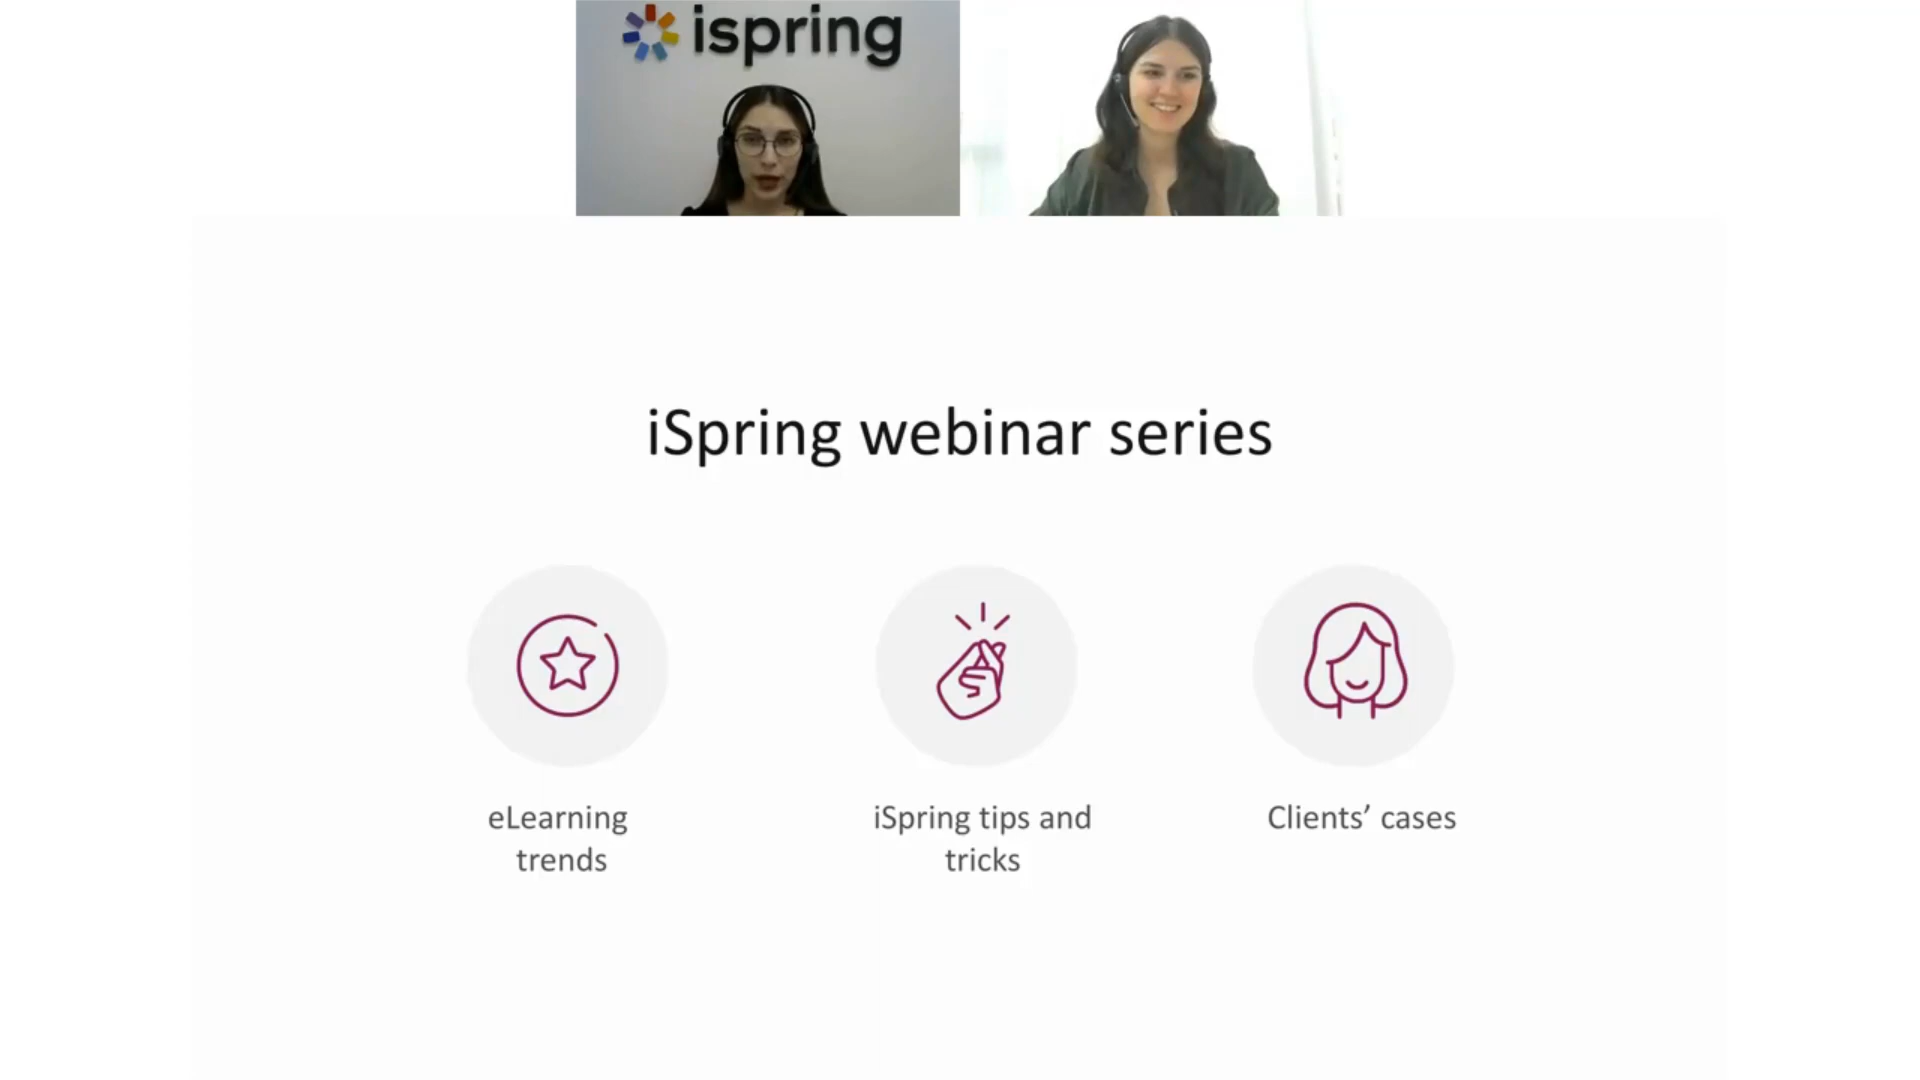 ispring
iSpring webinar series
eLearning
trends
iSpring tips and
tricks
Clients’ cases